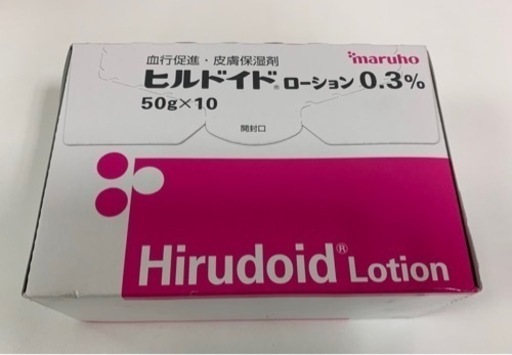 血行促進・皮膚保湿剤
maruho
ヒルドイド® ローション 0.3%
50g×10
開封口
Hirudoid® Lotion